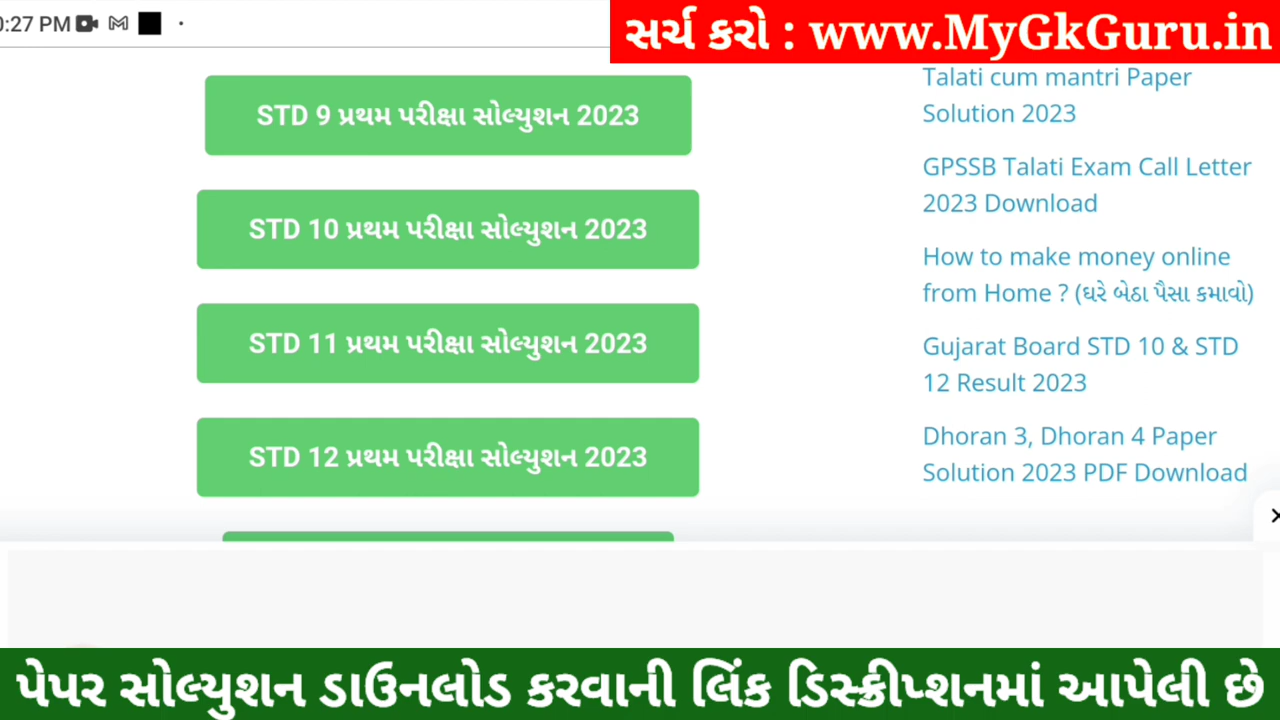 0:27 PM
સર્ચ કરો : www.MyGkGuru.in
STD 9 પ્રથમ પરીક્ષા સોલ્યુશન 2023
STD 10 પ્રથમ પરીક્ષા સોલ્યુશન 2023
STD 11 પ્રથમ પરીક્ષા સોલ્યુશન 2023
STD 12 પ્રથમ પરીક્ષા સોલ્યુશન 2023
Talati cum mantri Paper
Solution 2023
GPSSB Talati Exam Call Letter
2023 Download
How to make money online
from Home ? (ઘરે બેઠા પૈસા કમાવો)
Gujarat Board STD 10 & STD
12 Result 2023
Dhoran 3, Dhoran 4 Paper
Solution 2023 PDF Download
પેપર સોલ્યુશન ડાઉનલોડ કરવાની લિંક ડિસ્ક્રીપ્શનમાં આપેલી છે